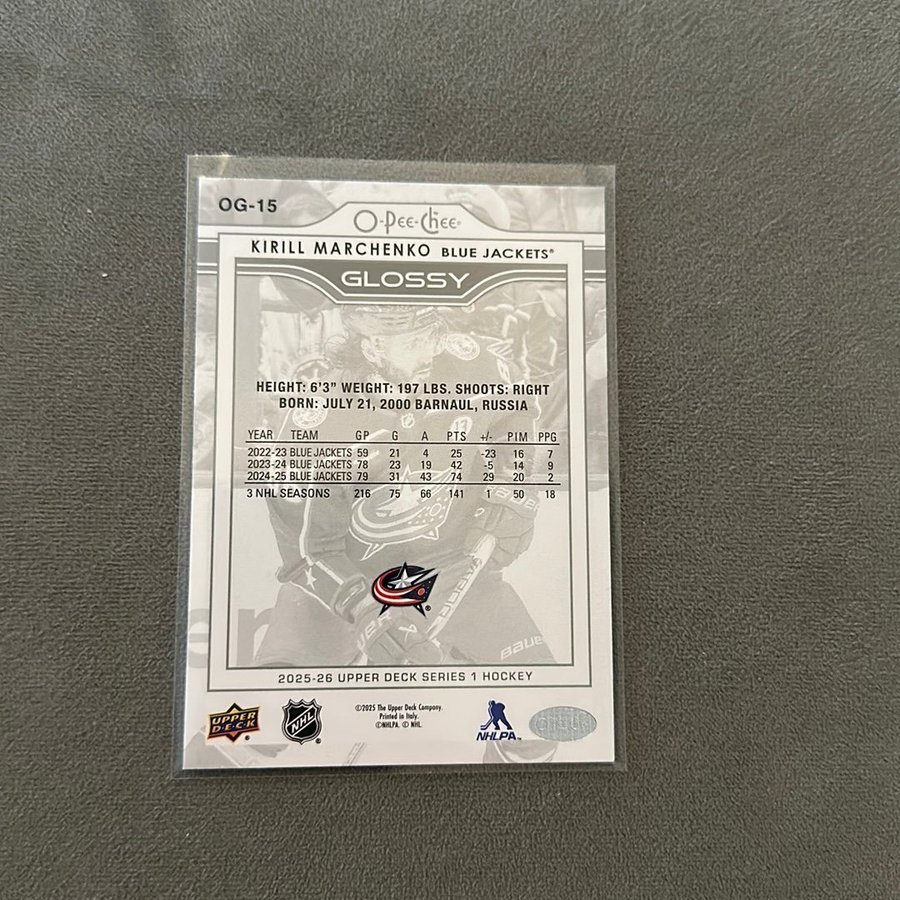 OG-15
O-Pee-Chee®
KIRILL MARCHENKO BLUE JACKETS®
GLOSSY
HEIGHT: 6'3" WEIGHT: 197 LBS. SHOOTS: RIGHT
BORN: JULY 21, 2000 BARNAUL, RUSSIA
YEAR TEAM GP G A PTS +/- PIM PPG
2022-23 BLUE JACKETS 59 21 4 25 -23 16 7
2023-24 BLUE JACKETS 78 23 19 42 -5 14 9
2024-25 BLUE JACKETS 79 31 43 74 29 20 2
3 NHL SEASONS 216 75 66 141 1 50 18
Bauer
2025-26 UPPER DECK SERIES 1 HOCKEY
UPPER DECK®
NHL®
©2025 The Upper Deck Company.
Printed in Italy.
©NHLPA. © NHL.
NHLPA™